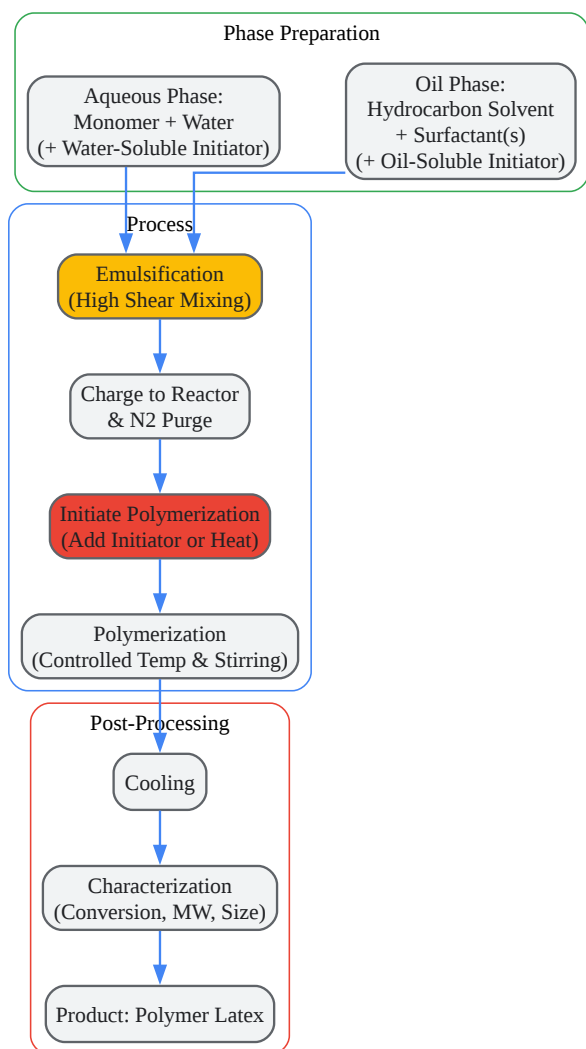 Phase Preparation
Aqueous Phase:
Monomer + Water
(+ Water-Soluble Initiator)
Oil Phase:
Hydrocarbon Solvent
+ Surfactant(s)
(+ Oil-Soluble Initiator)
Process
Emulsification
(High Shear Mixing)
Charge to Reactor
& N2 Purge
Initiate Polymerization
(Add Initiator or Heat)
Polymerization
(Controlled Temp & Stirring)
Post-Processing
Cooling
Characterization
(Conversion, MW, Size)
Product: Polymer Latex